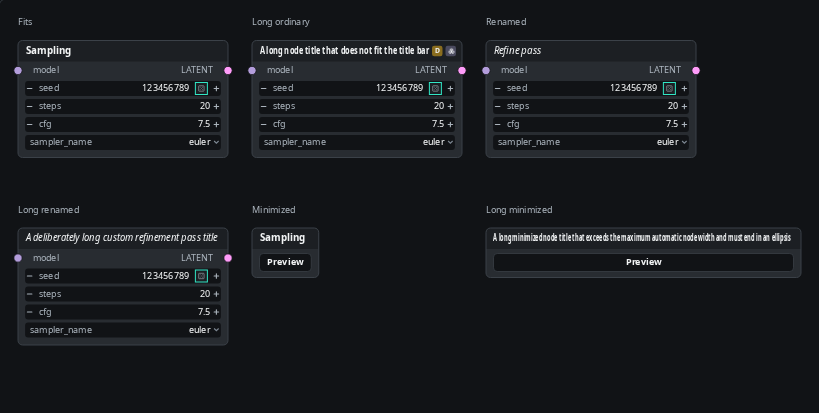 Fits
Sampling
model LATENT
− seed 123456789 +
− steps 20 +
− cfg 7.5 +
sampler_name euler
Long ordinary
A long node title that does not fit the title bar D
model LATENT
− seed 123456789 +
− steps 20 +
− cfg 7.5 +
sampler_name euler
Renamed
Refine pass
model LATENT
− seed 123456789 +
− steps 20 +
− cfg 7.5 +
sampler_name euler
Long renamed
A deliberately long custom refinement pass title
model LATENT
− seed 123456789 +
− steps 20 +
− cfg 7.5 +
sampler_name euler
Minimized
Sampling
Preview
Long minimized
A long minimized node title that exceeds the maximum automatic node width and must end in an ellipsis
Preview